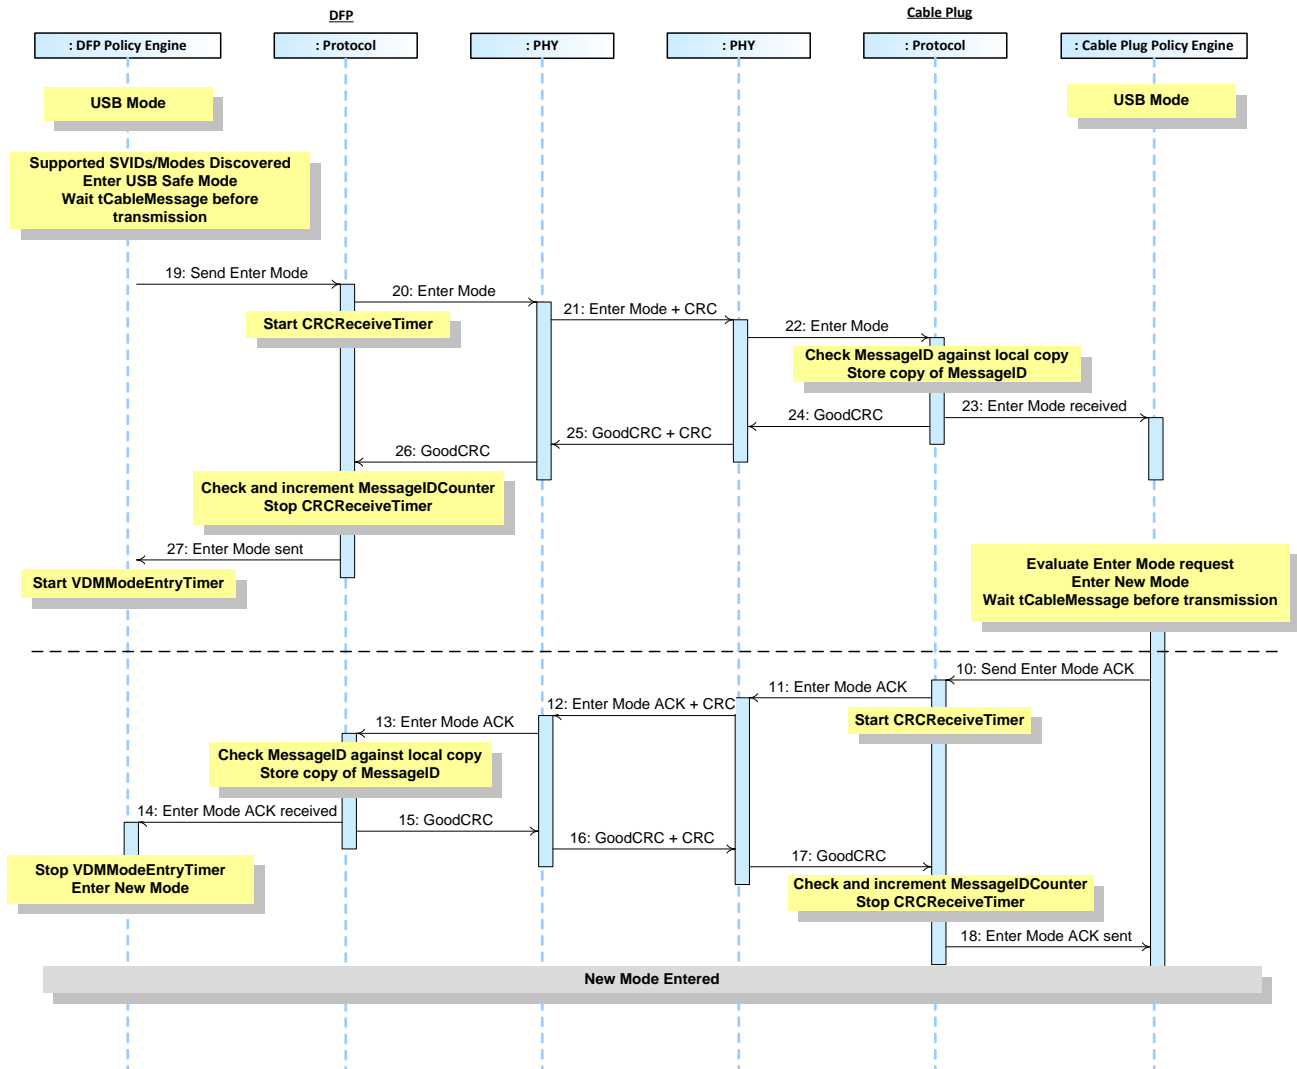 DFP
Cable Plug
: DFP Policy Engine
: Protocol
: PHY
: PHY
: Protocol
: Cable Plug Policy Engine
USB Mode
USB Mode
Supported SVIDs/Modes Discovered
Enter USB Safe Mode
Wait tCableMessage before
transmission
19: Send Enter Mode
20: Enter Mode
21: Enter Mode + CRC
Start CRCReceiveTimer
22: Enter Mode
Check MessageID against local copy
Store copy of MessageID
23: Enter Mode received
24: GoodCRC
25: GoodCRC + CRC
26: GoodCRC
Check and increment MessageIDCounter
Stop CRCReceiveTimer
27: Enter Mode sent
Start VDMModeEntryTimer
Evaluate Enter Mode request
Enter New Mode
Wait tCableMessage before transmission
10: Send Enter Mode ACK
11: Enter Mode ACK
12: Enter Mode ACK + CRC
Start CRCReceiveTimer
13: Enter Mode ACK
Check MessageID against local copy
Store copy of MessageID
14: Enter Mode ACK received
15: GoodCRC
16: GoodCRC + CRC
17: GoodCRC
Stop VDMModeEntryTimer
Enter New Mode
Check and increment MessageIDCounter
Stop CRCReceiveTimer
18: Enter Mode ACK sent
New Mode Entered